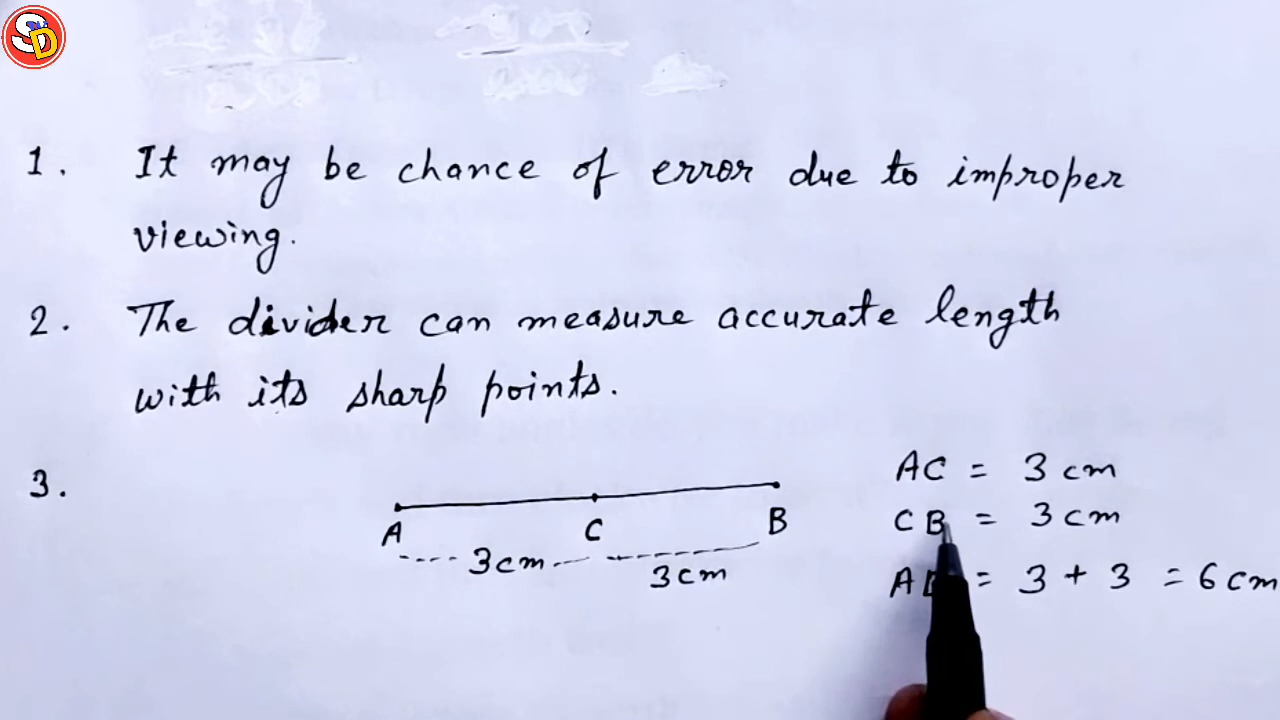 SD
1. It may be chance of error due to improper
viewing.
2. The divider can measure accurate length
with its sharp points.
3.
A C B
3cm 3cm
AC = 3 cm
CB = 3 cm
= 3 + 3 = 6 cm